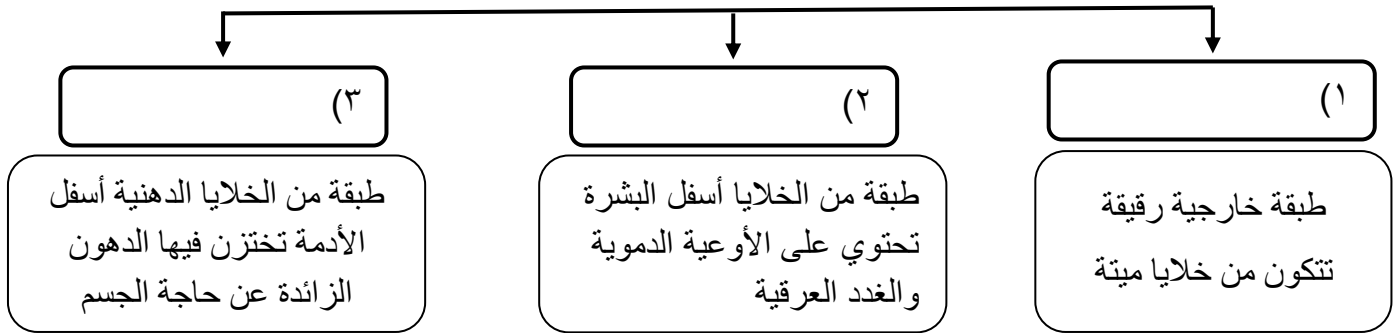 ١)
طبقة خارجية رقيقة
تتكون من خلايا ميتة
٢)
طبقة من الخلايا أسفل البشرة
تحتوي على الأوعية الدموية
والغدد العرقية
٣)
طبقة من الخلايا الدهنية أسفل
الأدمة تختزن فيها الدهون
الزائدة عن حاجة الجسم